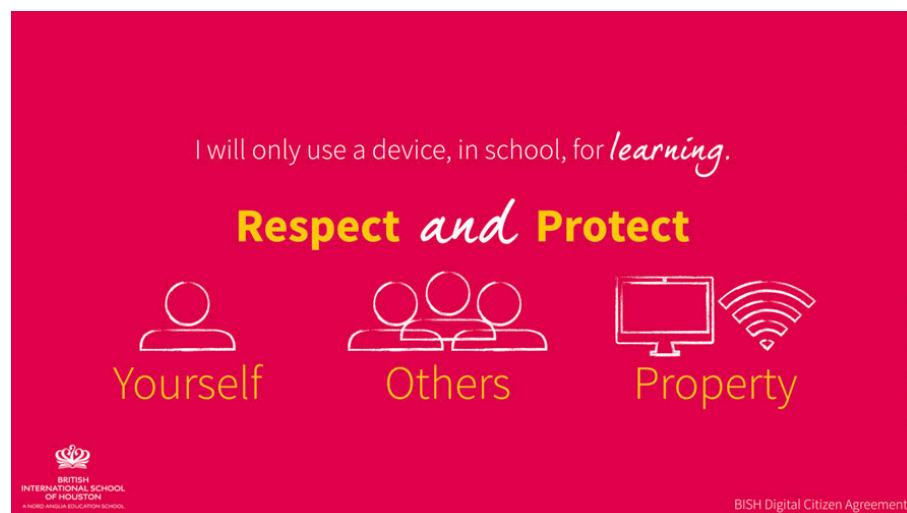 I will only use a device, in school, for learning.
Respect and Protect
Yourself
Others
Property
BRITISH
INTERNATIONAL SCHOOL
OF HOUSTON
A NORD ANGLIA EDUCATION SCHOOL
BISH Digital Citizen Agreement